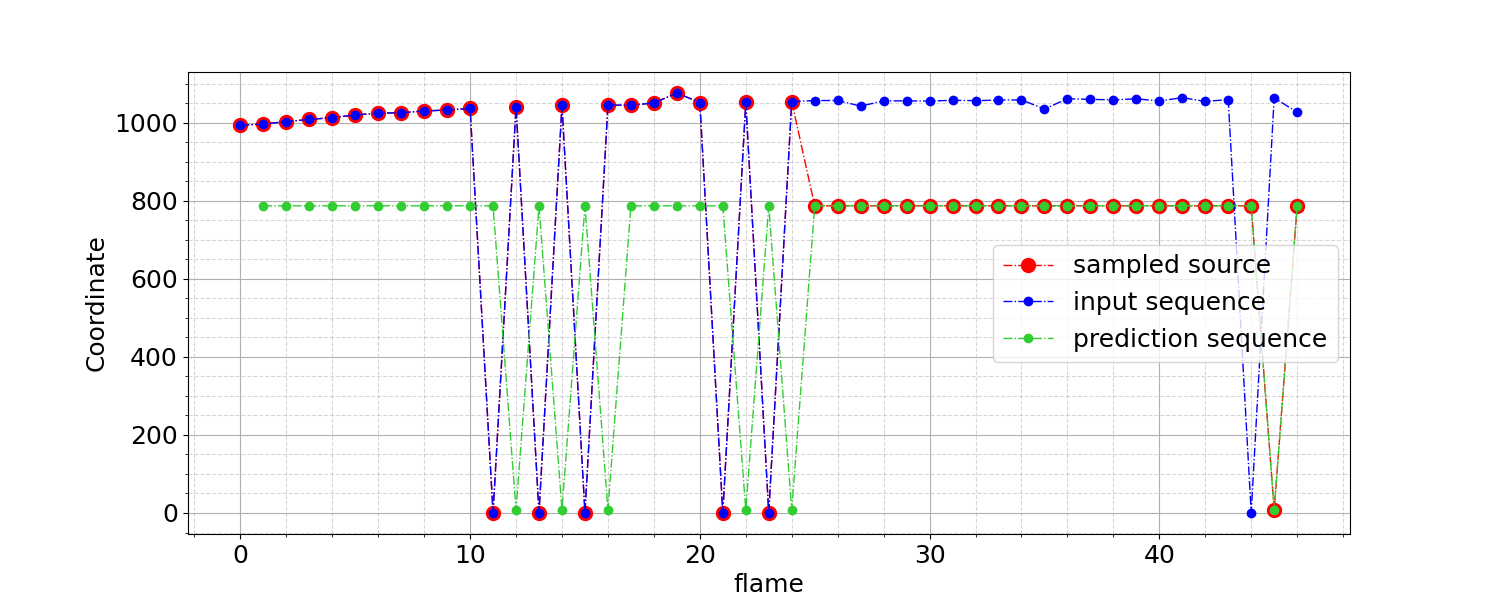 1000
800
600
400
200
0
Coordinate
sampled source
input sequence
prediction sequence
0 10 20 30 40
flame